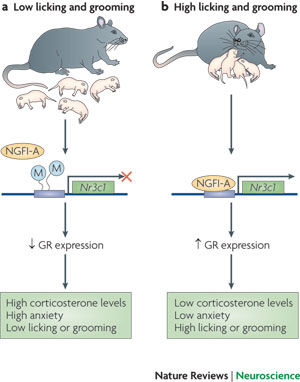 a Low licking and grooming
b High licking and grooming
NGFI-A
M
M
Nr3c1
NGFI-A
Nr3c1
↓ GR expression
↑ GR expression
High corticosterone levels
High anxiety
Low licking or grooming
Low corticosterone levels
Low anxiety
High licking or grooming
Nature Reviews | Neuroscience